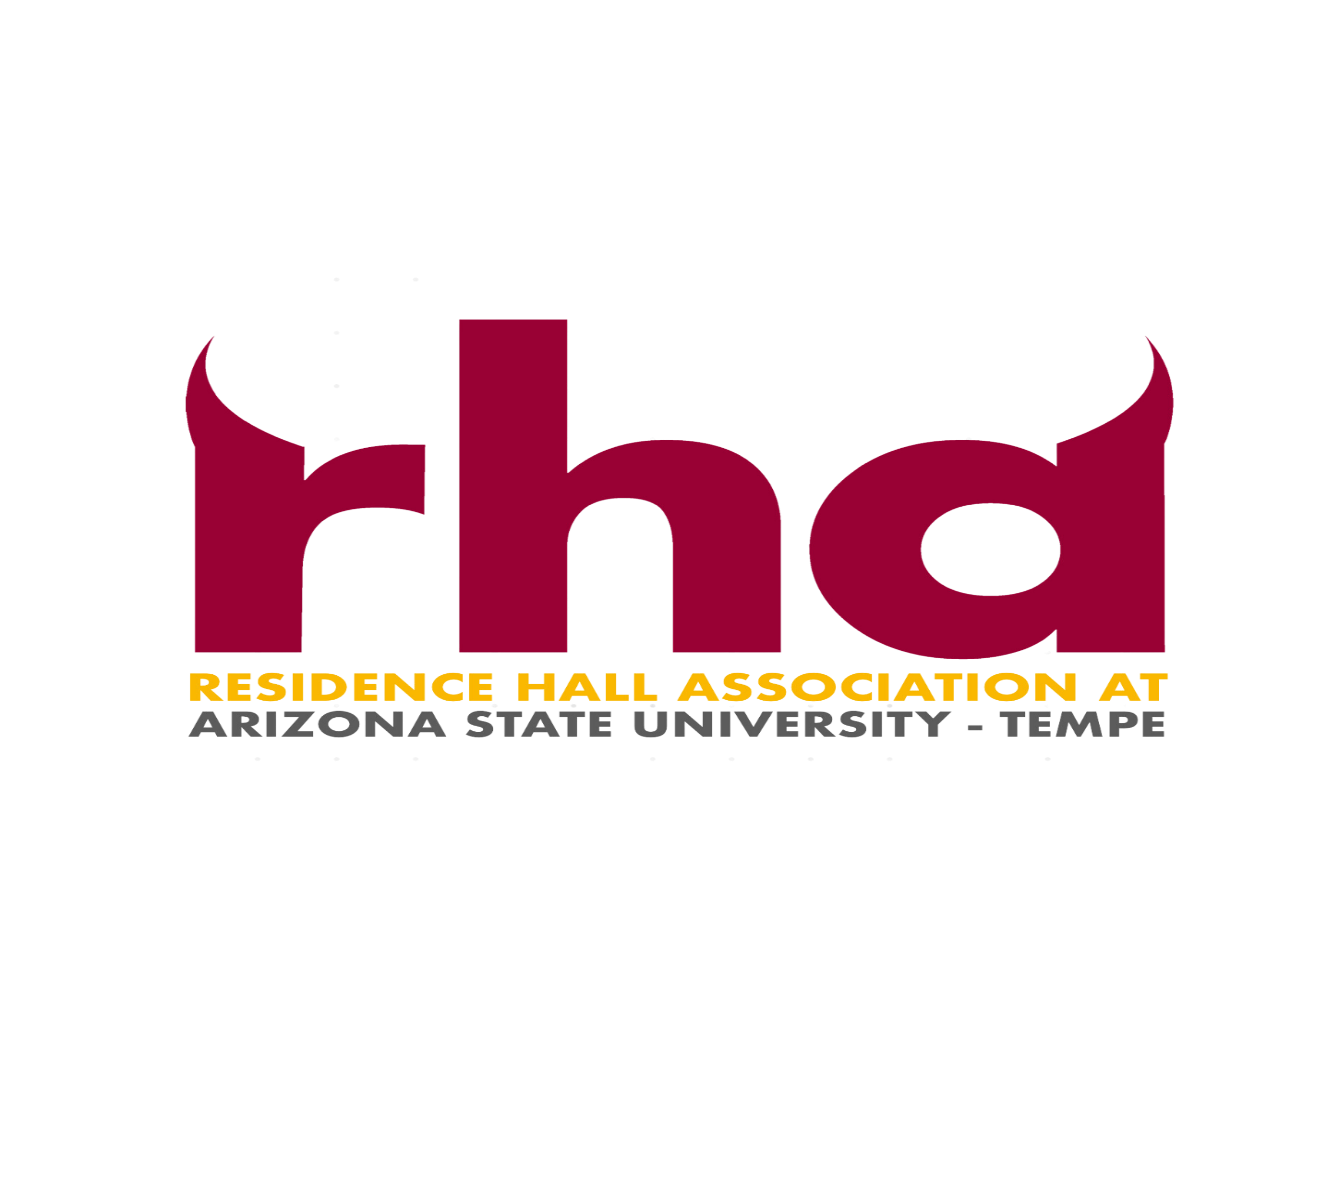 rha
RESIDENCE HALL ASSOCIATION AT
ARIZONA STATE UNIVERSITY - TEMPE